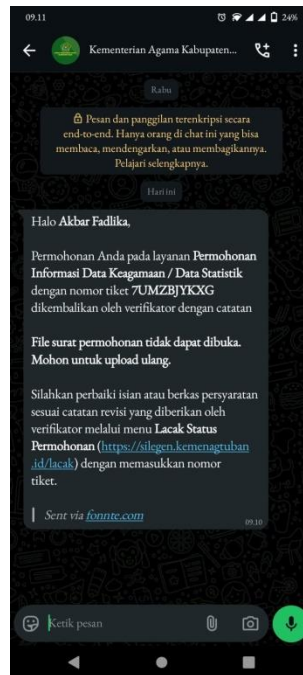 09.11
24%
Kementerian Agama Kabupaten...
Rabu
Pesan dan panggilan terenkripsi secara
end-to-end. Hanya orang di chat ini yang bisa
membaca, mendengarkan, atau membagikannya.
Pelajari selengkapnya.
Hari ini
Halo Akbar Fadlika,
Permohonan Anda pada layanan Permohonan
Informasi Data Keagamaan / Data Statistik
dengan nomor tiket 7UMZBJYKXG
dikembalikan oleh verifikator dengan catatan
File surat permohonan tidak dapat dibuka.
Mohon untuk upload ulang.
Silahkan perbaiki isian atau berkas persyaratan
sesuai catatan revisi yang diberikan oleh
verifikator melalui menu Lacak Status
Permohonan (https://silegen.kemenagtuban
.id/lacak) dengan memasukkan nomor
tiket.
Sent via fonnte.com
09.10
Ketik pesan